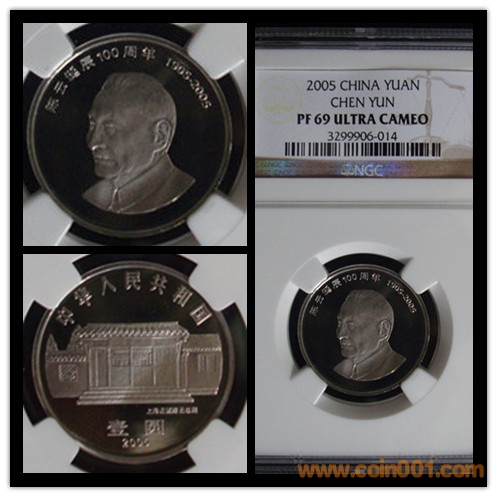 陈云诞辰100周年 1905-2005
2005 CHINA YUAN
CHEN YUN
PF 69 ULTRA CAMEO
3299906-014
NGC
中华人民共和国
壹圆
2005
陈云诞辰100周年 1905-2005
www.coin001.com